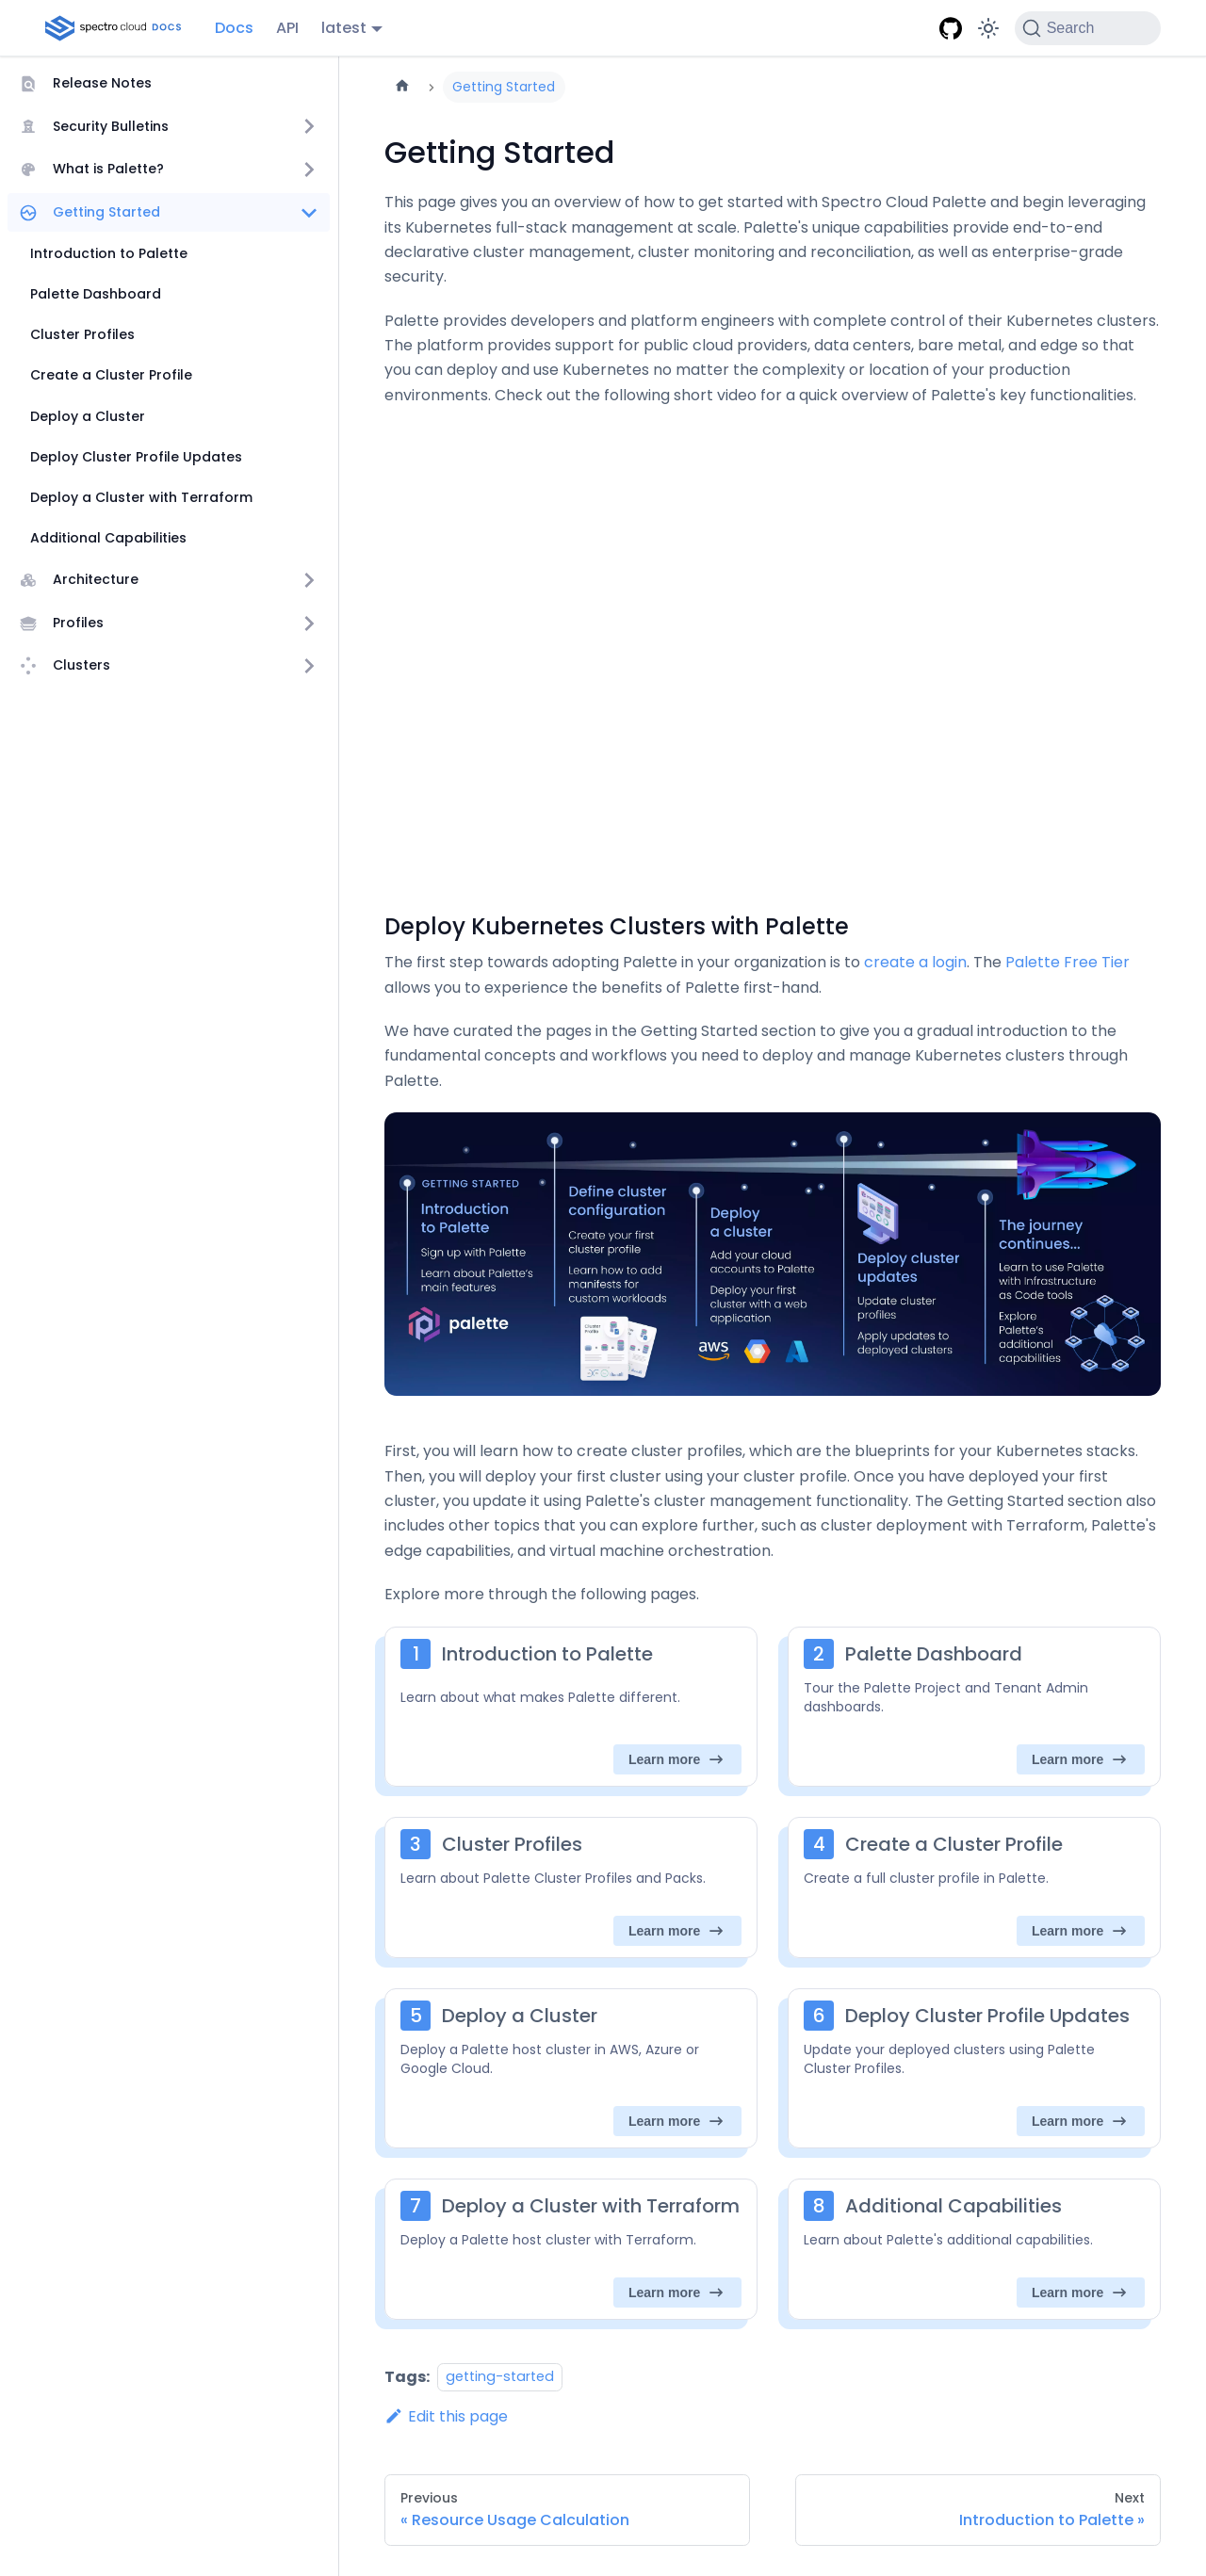 spectro cloud DOCS
Docs
API
latest
Search
Release Notes
Security Bulletins
What is Palette?
Getting Started
Introduction to Palette
Palette Dashboard
Cluster Profiles
Create a Cluster Profile
Deploy a Cluster
Deploy Cluster Profile Updates
Deploy a Cluster with Terraform
Additional Capabilities
Architecture
Profiles
Clusters
Getting Started
Getting Started
This page gives you an overview of how to get started with Spectro Cloud Palette and begin leveraging
its Kubernetes full-stack management at scale. Palette's unique capabilities provide end-to-end
declarative cluster management, cluster monitoring and reconciliation, as well as enterprise-grade
security.
Palette provides developers and platform engineers with complete control of their Kubernetes clusters.
The platform provides support for public cloud providers, data centers, bare metal, and edge so that
you can deploy and use Kubernetes no matter the complexity or location of your production
environments. Check out the following short video for a quick overview of Palette's key functionalities.
Deploy Kubernetes Clusters with Palette
The first step towards adopting Palette in your organization is to create a login. The Palette Free Tier
allows you to experience the benefits of Palette first-hand.
We have curated the pages in the Getting Started section to give you a gradual introduction to the
fundamental concepts and workflows you need to deploy and manage Kubernetes clusters through
Palette.
GETTING STARTED
Introduction
to Palette
Sign up with Palette
Learn about Palette's
main features
palette
Define cluster
configuration
Create your first
cluster profile
Learn how to add
manifests for
custom workloads
Cluster
Profile
Deploy
a cluster
Add your cloud
accounts to Palette
Deploy your first
cluster with a web
application
aws
Deploy cluster
updates
Update cluster
profiles
Apply updates to
deployed clusters
The journey
continues...
Learn to use Palette
with Infrastructure
as Code tools
Explore
Palette's
additional
capabilities
First, you will learn how to create cluster profiles, which are the blueprints for your Kubernetes stacks.
Then, you will deploy your first cluster using your cluster profile. Once you have deployed your first
cluster, you update it using Palette's cluster management functionality. The Getting Started section also
includes other topics that you can explore further, such as cluster deployment with Terraform, Palette's
edge capabilities, and virtual machine orchestration.
Explore more through the following pages.
1 Introduction to Palette
Learn about what makes Palette different.
Learn more
2 Palette Dashboard
Tour the Palette Project and Tenant Admin
dashboards.
Learn more
3 Cluster Profiles
Learn about Palette Cluster Profiles and Packs.
Learn more
4 Create a Cluster Profile
Create a full cluster profile in Palette.
Learn more
5 Deploy a Cluster
Deploy a Palette host cluster in AWS, Azure or
Google Cloud.
Learn more
6 Deploy Cluster Profile Updates
Update your deployed clusters using Palette
Cluster Profiles.
Learn more
7 Deploy a Cluster with Terraform
Deploy a Palette host cluster with Terraform.
Learn more
8 Additional Capabilities
Learn about Palette's additional capabilities.
Learn more
Tags: getting-started
Edit this page
Previous
« Resource Usage Calculation
Next
Introduction to Palette »